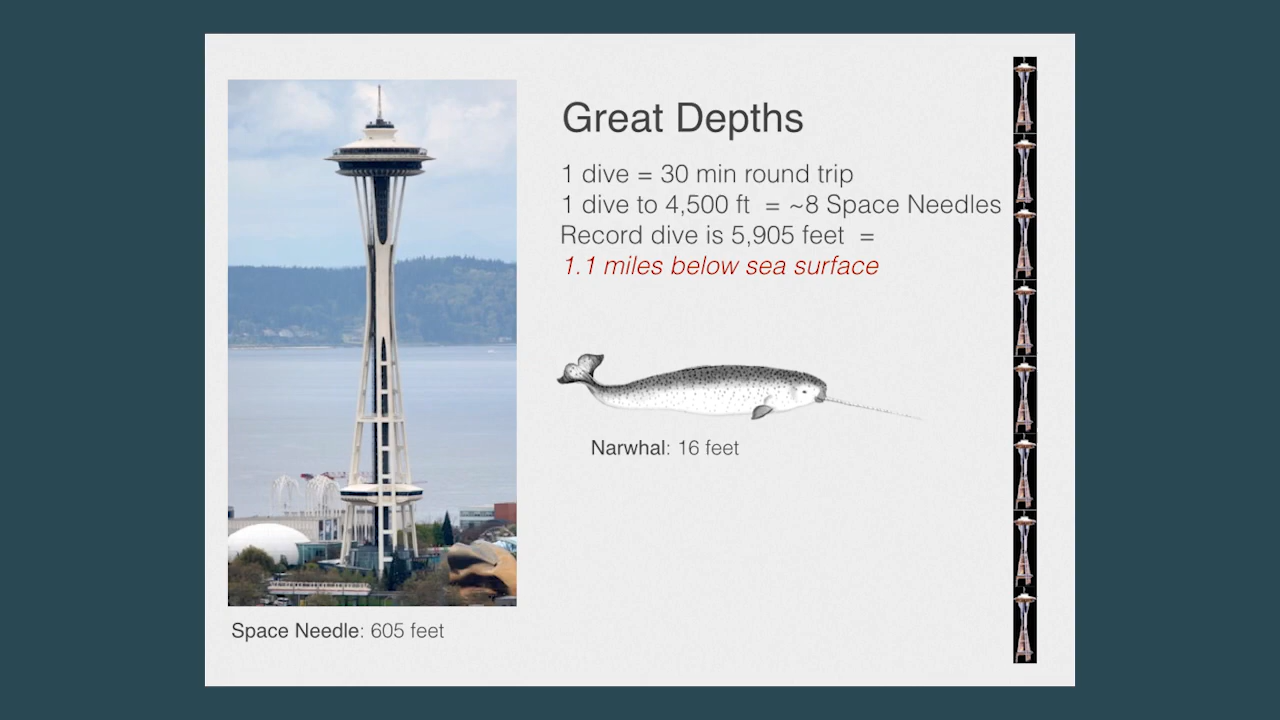 Great Depths
1 dive = 30 min round trip
1 dive to 4,500 ft = ~8 Space Needles
Record dive is 5,905 feet =
1.1 miles below sea surface
Narwhal: 16 feet
Space Needle: 605 feet